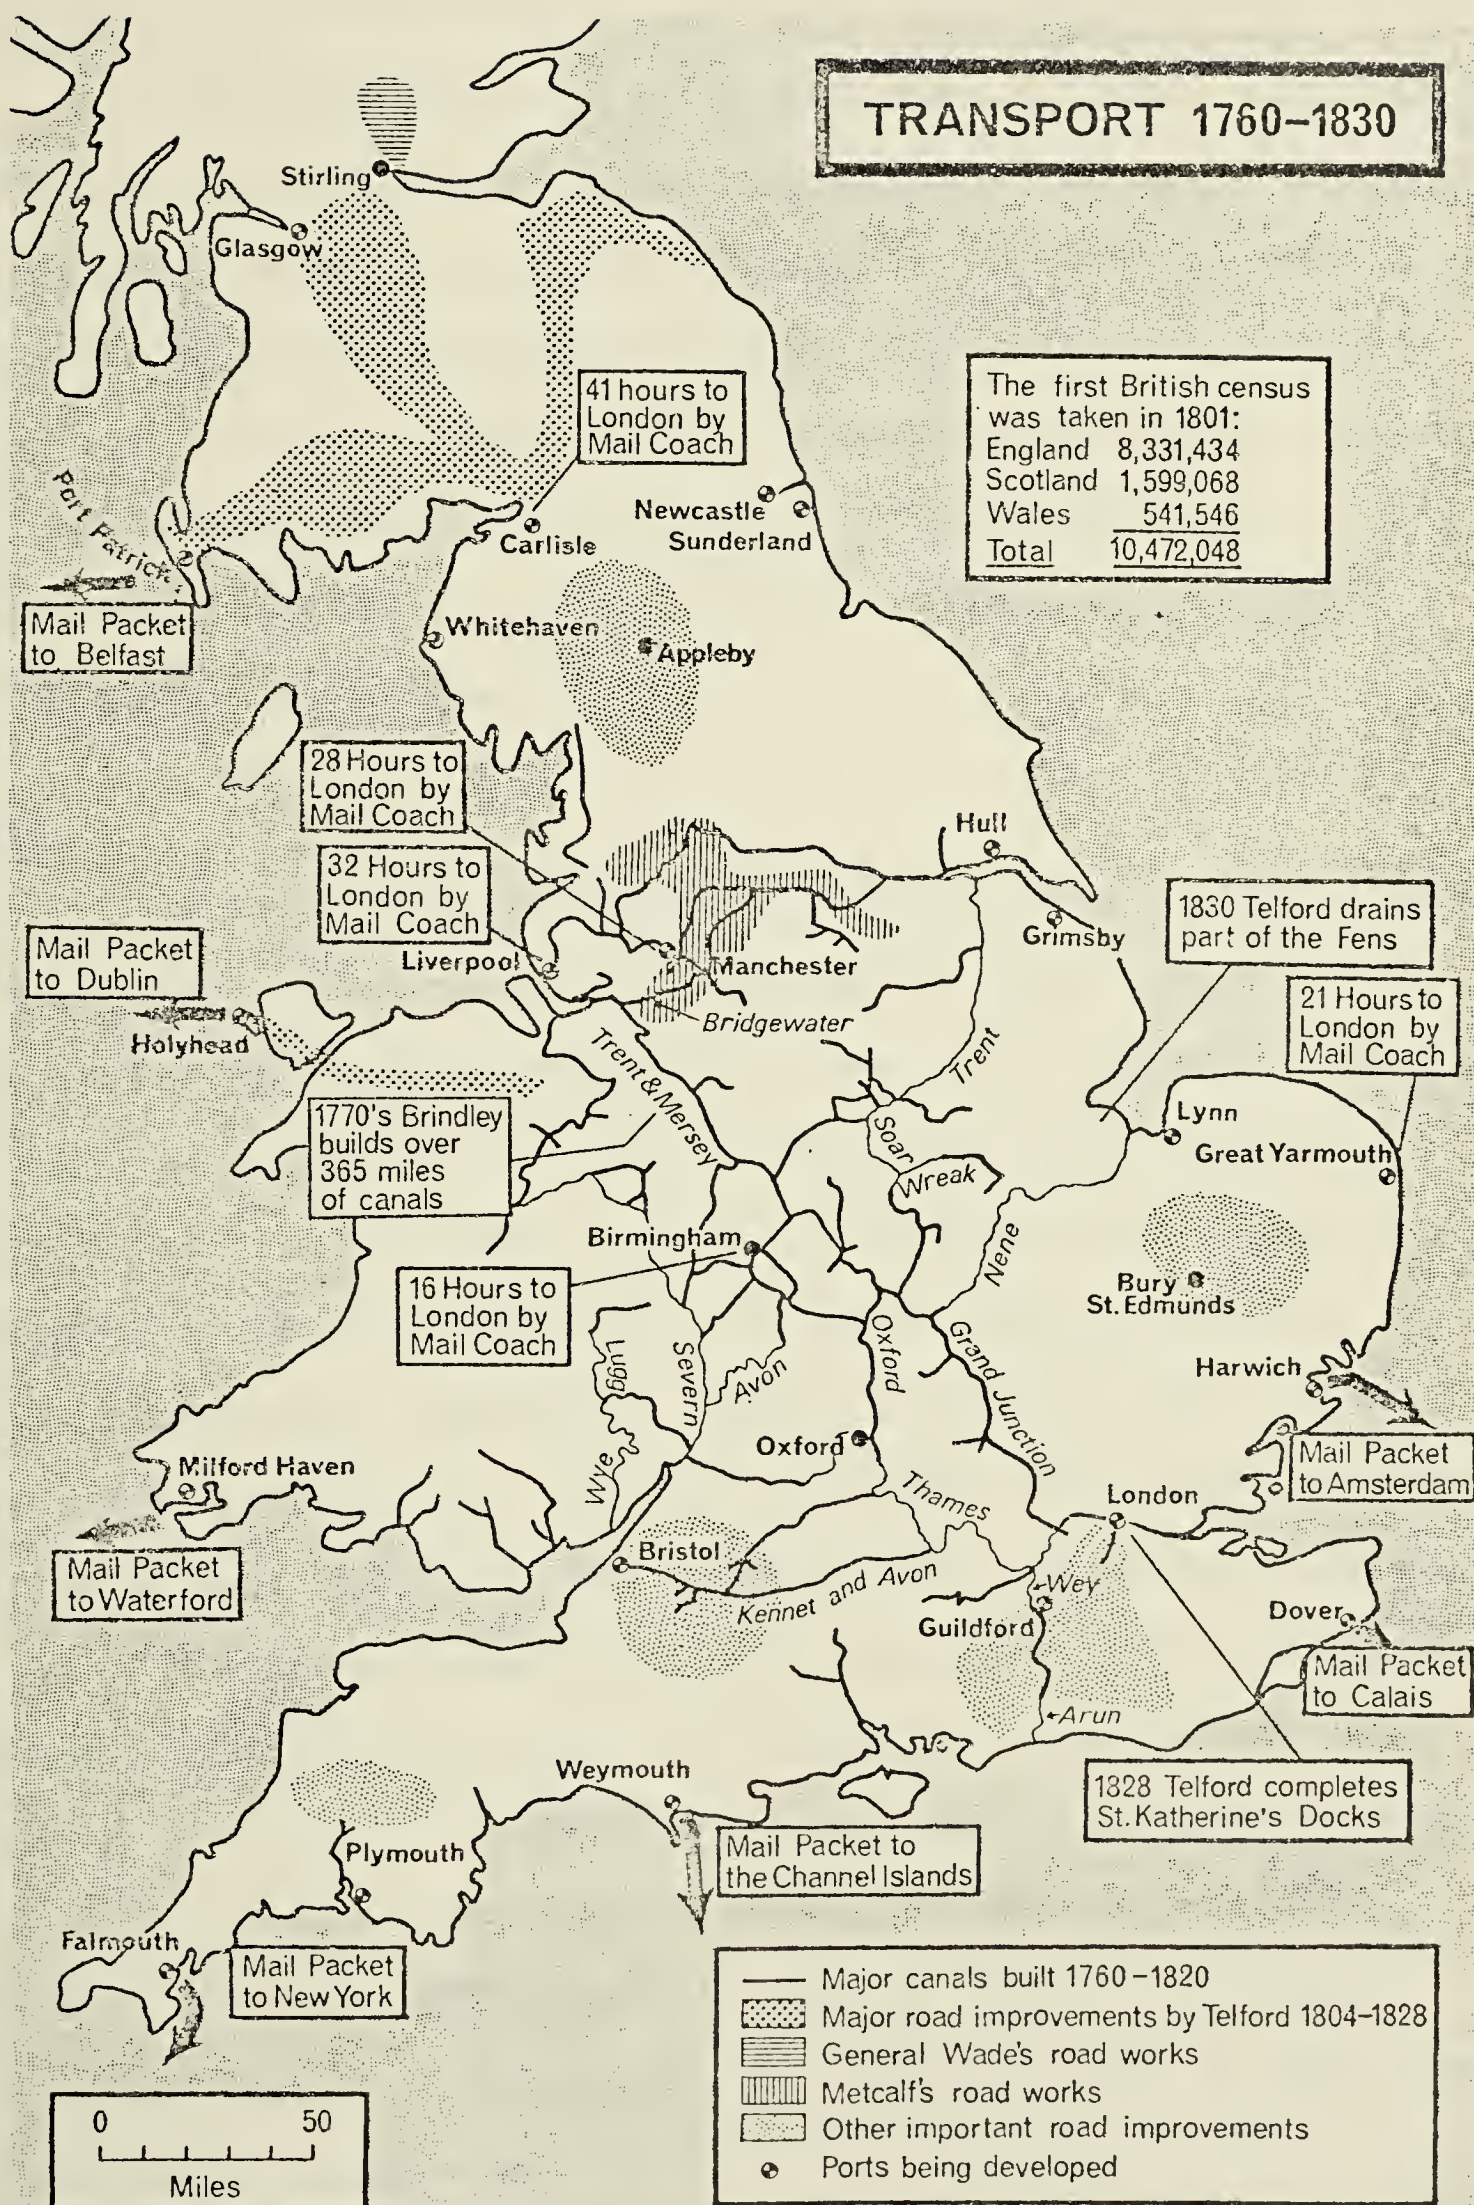 TRANSPORT 1760–1830
Stirling
Glasgow
41 hours to
London by
Mail Coach
The first British census
was taken in 1801:
England 8,331,434
Scotland 1,599,068
Wales 541,546
Total 10,472,048
Port Patrick
Newcastle
Sunderland
Carlisle
Mail Packet
to Belfast
Whitehaven
Appleby
28 Hours to
London by
Mail Coach
Hull
32 Hours to
London by
Mail Coach
1830 Telford drains
part of the Fens
Grimsby
Mail Packet
to Dublin
Liverpool
Manchester
21 Hours to
London by
Mail Coach
Holyhead
Bridgewater
Trent & Mersey
Trent
1770's Brindley
builds over
365 miles
of canals
Soar
Wreak
Lynn
Great Yarmouth
Birmingham
Nene
Bury
St. Edmunds
16 Hours to
London by
Mail Coach
Lugg
Severn
Avon
Oxford
Grand Junction
Harwich
Oxford
Wye
Mail Packet
to Amsterdam
Milford Haven
Thames
London
Mail Packet
to Waterford
Bristol
Kennet and Avon
Wey
Guildford
Dover
Mail Packet
to Calais
Arun
Weymouth
1828 Telford completes
St. Katherine's Docks
Plymouth
Mail Packet to
the Channel Islands
Falmouth
Mail Packet
to New York
Major canals built 1760–1820
Major road improvements by Telford 1804–1828
General Wade's road works
Metcalf's road works
Other important road improvements
Ports being developed
0 50
Miles